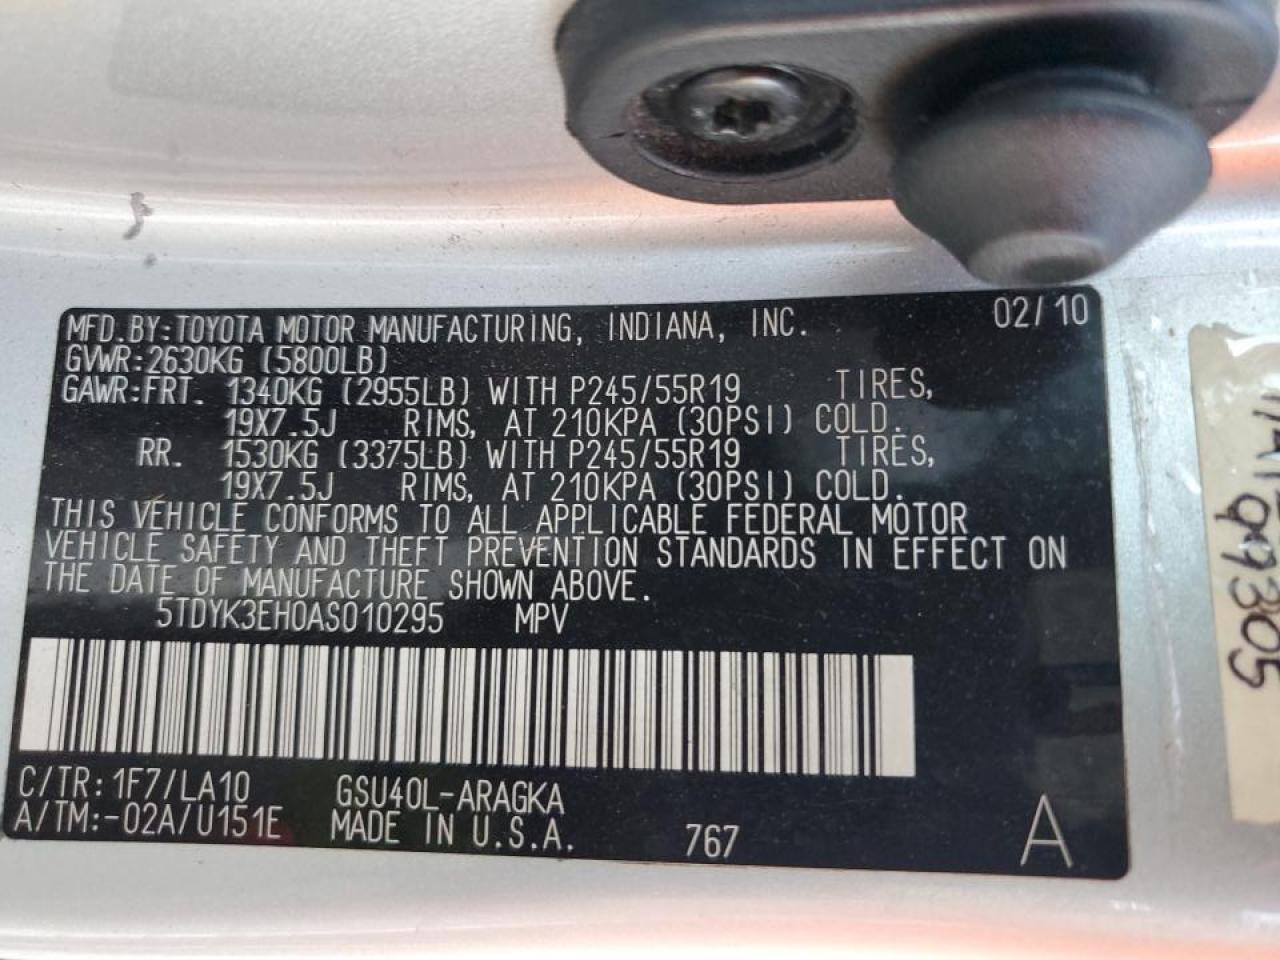 MFD.BY:TOYOTA MOTOR MANUFACTURING, INDIANA, INC. 02/10
GVWR:2630KG (5800LB)
GAWR:FRT. 1340KG (2955LB) WITH P245/55R19 TIRES,
19X7.5J RIMS, AT 210KPA (30PSI) COLD.
RR. 1530KG (3375LB) WITH P245/55R19 TIRES,
19X7.5J RIMS, AT 210KPA (30PSI) COLD.
THIS VEHICLE CONFORMS TO ALL APPLICABLE FEDERAL MOTOR
VEHICLE SAFETY AND THEFT PREVENTION STANDARDS IN EFFECT ON
THE DATE OF MANUFACTURE SHOWN ABOVE.
5TDYK3EH0AS010295 MPV
C/TR:1F7/LA10 GSU40L-ARAGKA
A/TM:-02A/U151E MADE IN U.S.A. 767 A